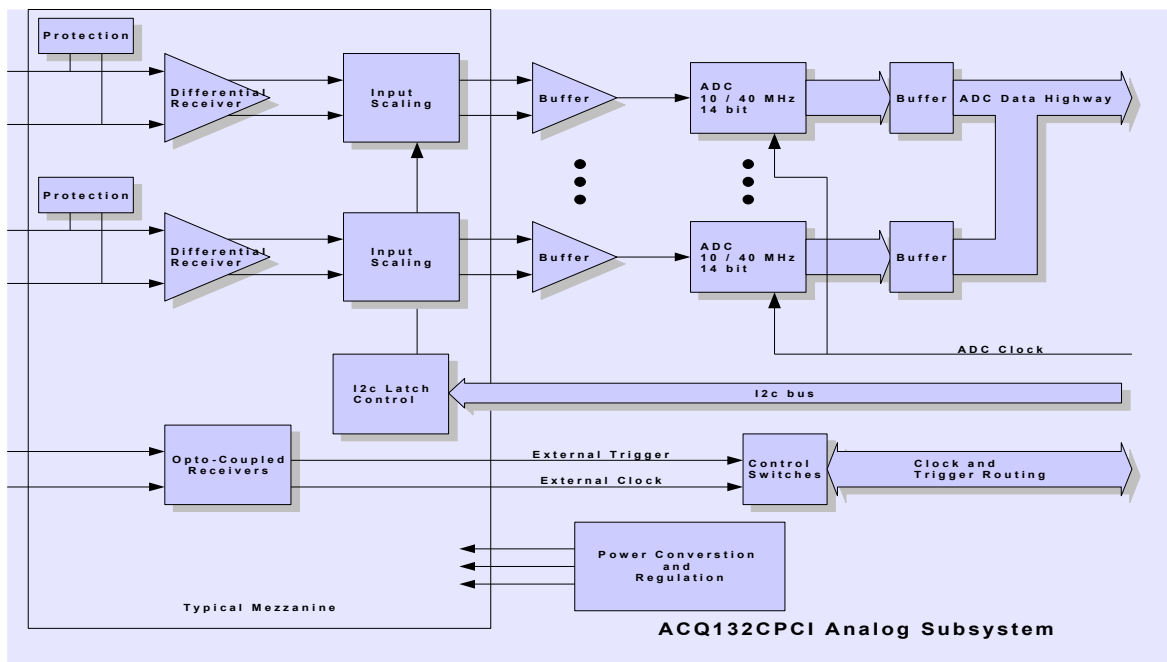 Protection
Differential
Receiver
Input
Scaling
Buffer
ADC
10 / 40 MHz
14 bit
Buffer
ADC Data Highway
Protection
Differential
Receiver
Input
Scaling
Buffer
ADC
10 / 40 MHz
14 bit
Buffer
ADC Clock
I2c Latch
Control
I2c bus
Opto-Coupled
Receivers
External Trigger
External Clock
Control
Switches
Clock and
Trigger Routing
Power Converstion
and
Regulation
Typical Mezzanine
ACQ132CPCI Analog Subsystem